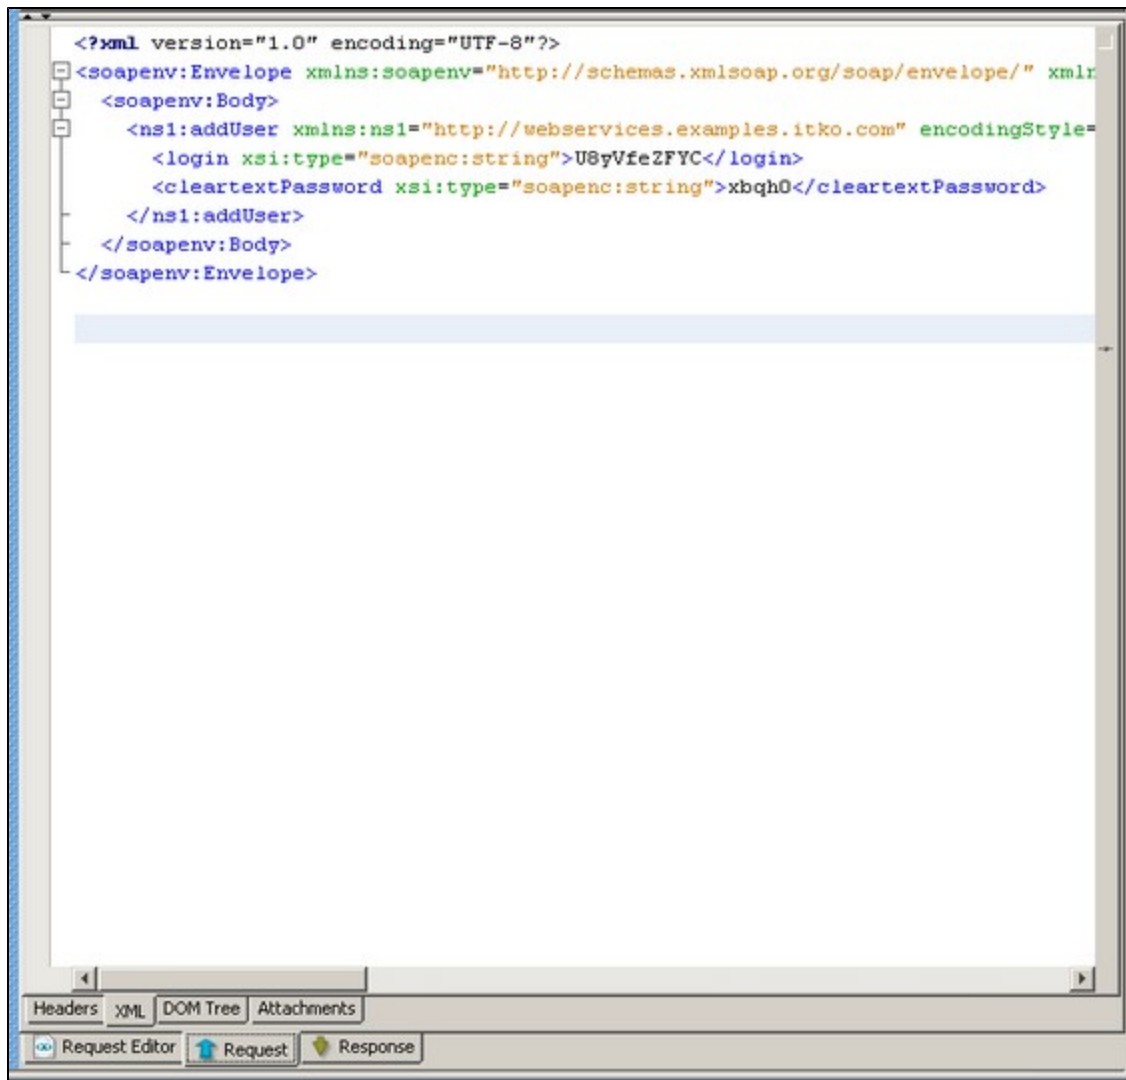 <?xml version="1.0" encoding="UTF-8"?>
<soapenv:Envelope xmlns:soapenv="http://schemas.xmlsoap.org/soap/envelope/" xmln
<soapenv:Body>
<ns1:addUser xmlns:ns1="http://webservices.examples.itko.com" encodingStyle=
<login xsi:type="soapenc:string">U8yVfeZFYC</login>
<cleartextPassword xsi:type="soapenc:string">xbqhO</cleartextPassword>
</ns1:addUser>
</soapenv:Body>
</soapenv:Envelope>
Headers XML DOM Tree Attachments
Request Editor Request Response